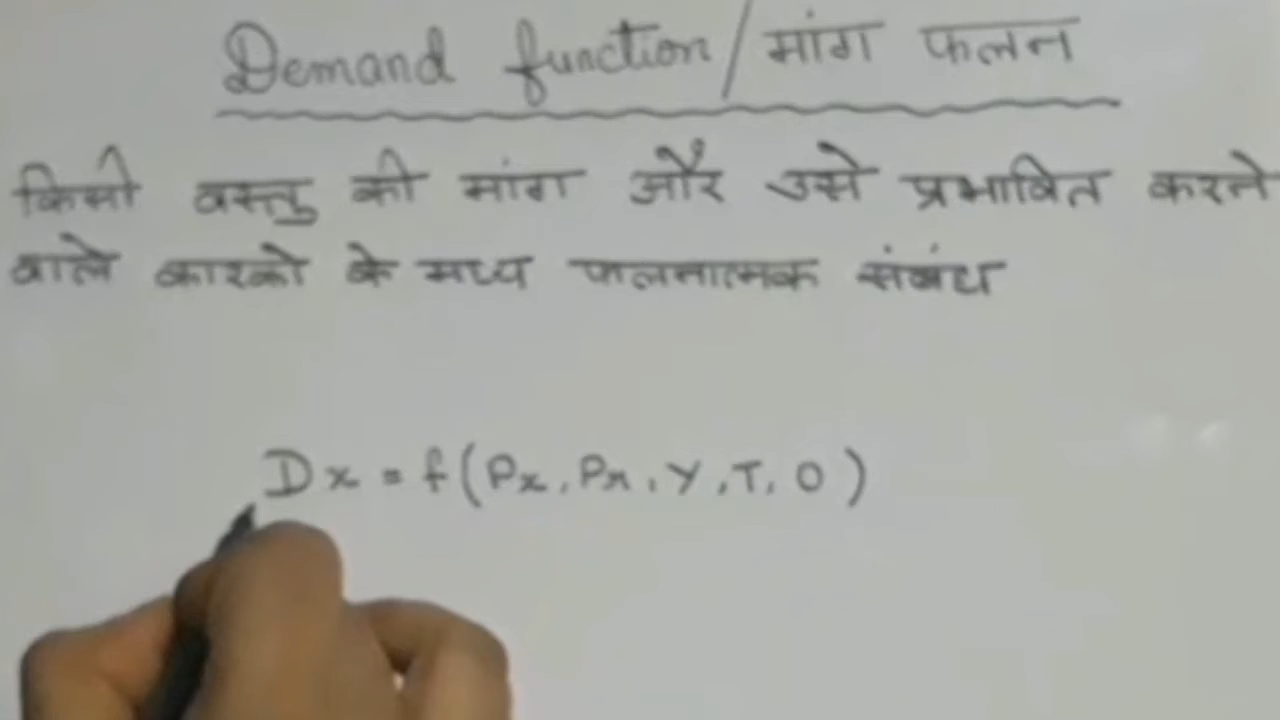 Demand function/मांग फलन
किसी वस्तु की मांग और उसे प्रभावित करने
वाले कारको के मध्य फलनात्मक संबंध
Dx = f(Px, Pn, Y, T, O)